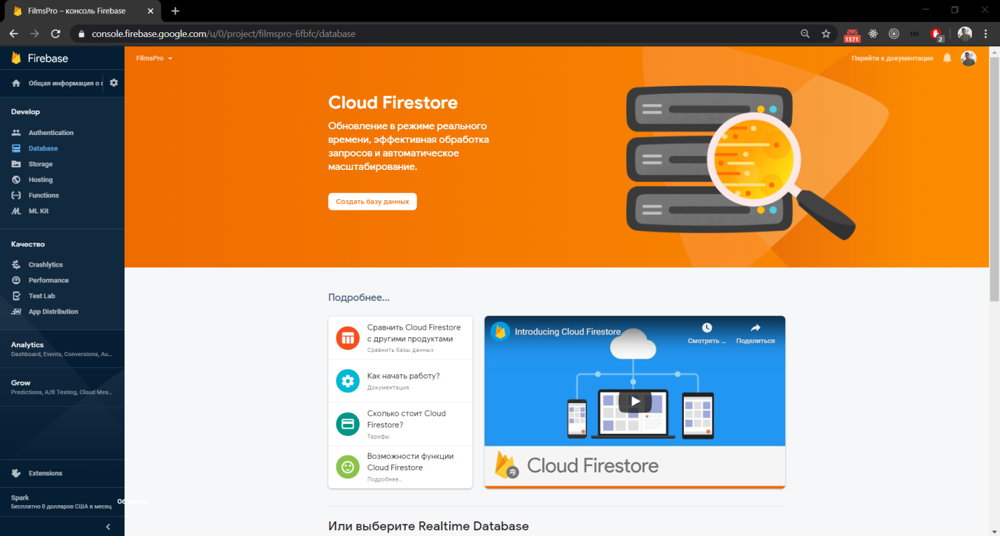 FilmsPro – консоль Firebase
console.firebase.google.com/u/0/project/filmspro-6fbfc/database
1371
2
Firebase
FilmsPro
Перейти к документации
Общая информация о
Develop
Authentication
Database
Storage
Hosting
Functions
ML Kit
Качество
Crashlytics
Performance
Test Lab
App Distribution
Analytics
Dashboard, Events, Conversions, Au...
Grow
Predictions, A/B Testing, Cloud Mes...
Extensions
Spark
Бесплатно 0 долларов США в месяц
Cloud Firestore
Обновление в режиме реального
времени, эффективная обработка
запросов и автоматическое
масштабирование.
Создать базу данных
Подробнее...
Сравнить Cloud Firestore
с другими продуктами
Сравнить базы данных
Как начать работу?
Документация
Сколько стоит Cloud
Firestore?
Тарифы
Возможности функции
Cloud Firestore
Подробнее...
Introducing Cloud Firestore
Смотреть ...
Поделиться
Cloud Firestore
Или выберите Realtime Database